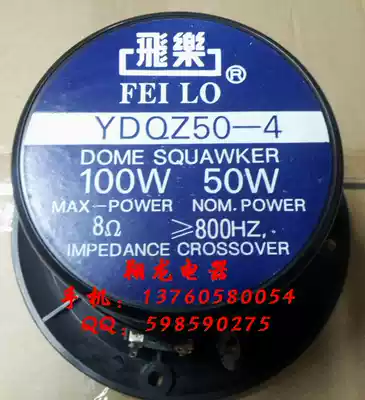 飛樂
®
FEI LO
YDQZ50-4
DOME SQUAWKER
100W 50W
MAX-POWER NOM. POWER
8Ω ≥800HZ.
IMPEDANCE CROSSOVER
翔龙电器
手机：13760580054
QQ：598590275